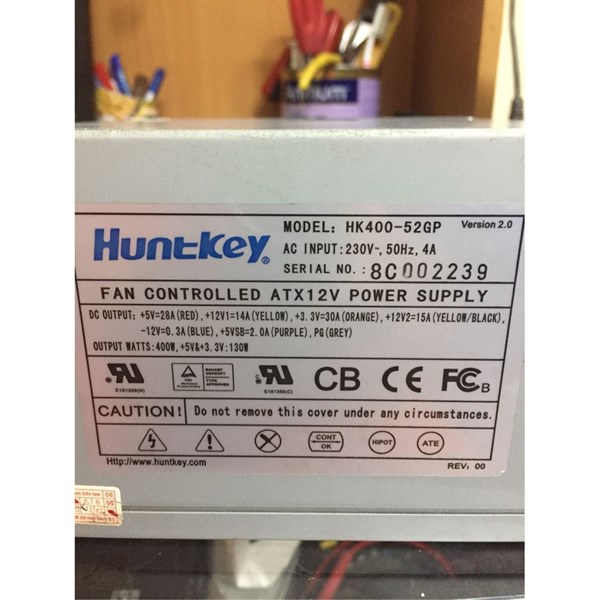 Huntkey®
MODEL: HK400-52GP Version 2.0
AC INPUT:230V~, 50Hz, 4A
SERIAL NO.: 8C002239
FAN CONTROLLED ATX12V POWER SUPPLY
DC OUTPUT: +5V=28A(RED), +12V1=14A(YELLOW), +3.3V=30A(ORANGE), +12V2=15A(YELLOW/BLACK),
-12V=0.3A(BLUE), +5VSB=2.0A(PURPLE), PG(GREY)
OUTPUT WATTS:400W, +5V&+3.3V:130W
CB CE FC B
CAUTION! Do not remove this cover under any circumstances.
CONT OK
HIPOT
ATE
Http://www.huntkey.com
REV: 00